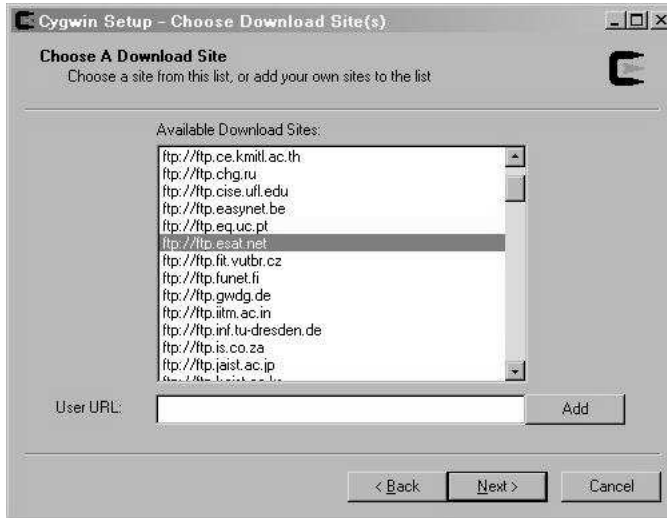 Cygwin Setup - Choose Download Site(s)
Choose A Download Site
Choose a site from this list, or add your own sites to the list
Available Download Sites:
ftp://ftp.ce.kmitl.ac.th
ftp://ftp.chg.ru
ftp://ftp.cise.ufl.edu
ftp://ftp.easynet.be
ftp://ftp.eq.uc.pt
ftp://ftp.esat.net
ftp://ftp.fit.vutbr.cz
ftp://ftp.funet.fi
ftp://ftp.gwdg.de
ftp://ftp.iitm.ac.in
ftp://ftp.inf.tu-dresden.de
ftp://ftp.is.co.za
ftp://ftp.jaist.ac.jp
User URL:
Add
< Back
Next >
Cancel